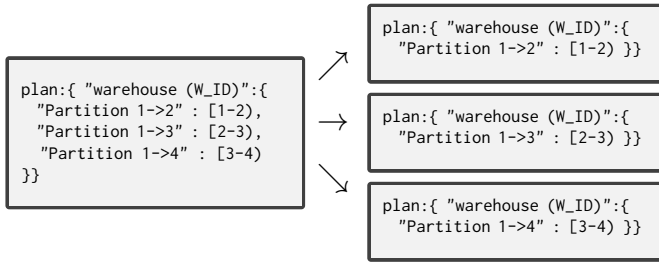 plan:{ "warehouse (W_ID)":{
"Partition 1->2" : [1-2),
"Partition 1->3" : [2-3),
"Partition 1->4" : [3-4)
}}
plan:{ "warehouse (W_ID)":{
"Partition 1->2" : [1-2) }}
plan:{ "warehouse (W_ID)":{
"Partition 1->3" : [2-3) }}
plan:{ "warehouse (W_ID)":{
"Partition 1->4" : [3-4) }}